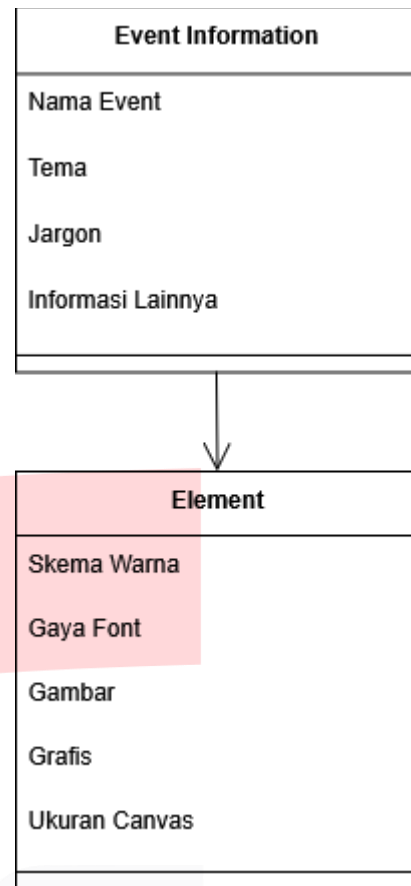 Event Information
Nama Event
Tema
Jargon
Informasi Lainnya
Element
Skema Warna
Gaya Font
Gambar
Grafis
Ukuran Canvas